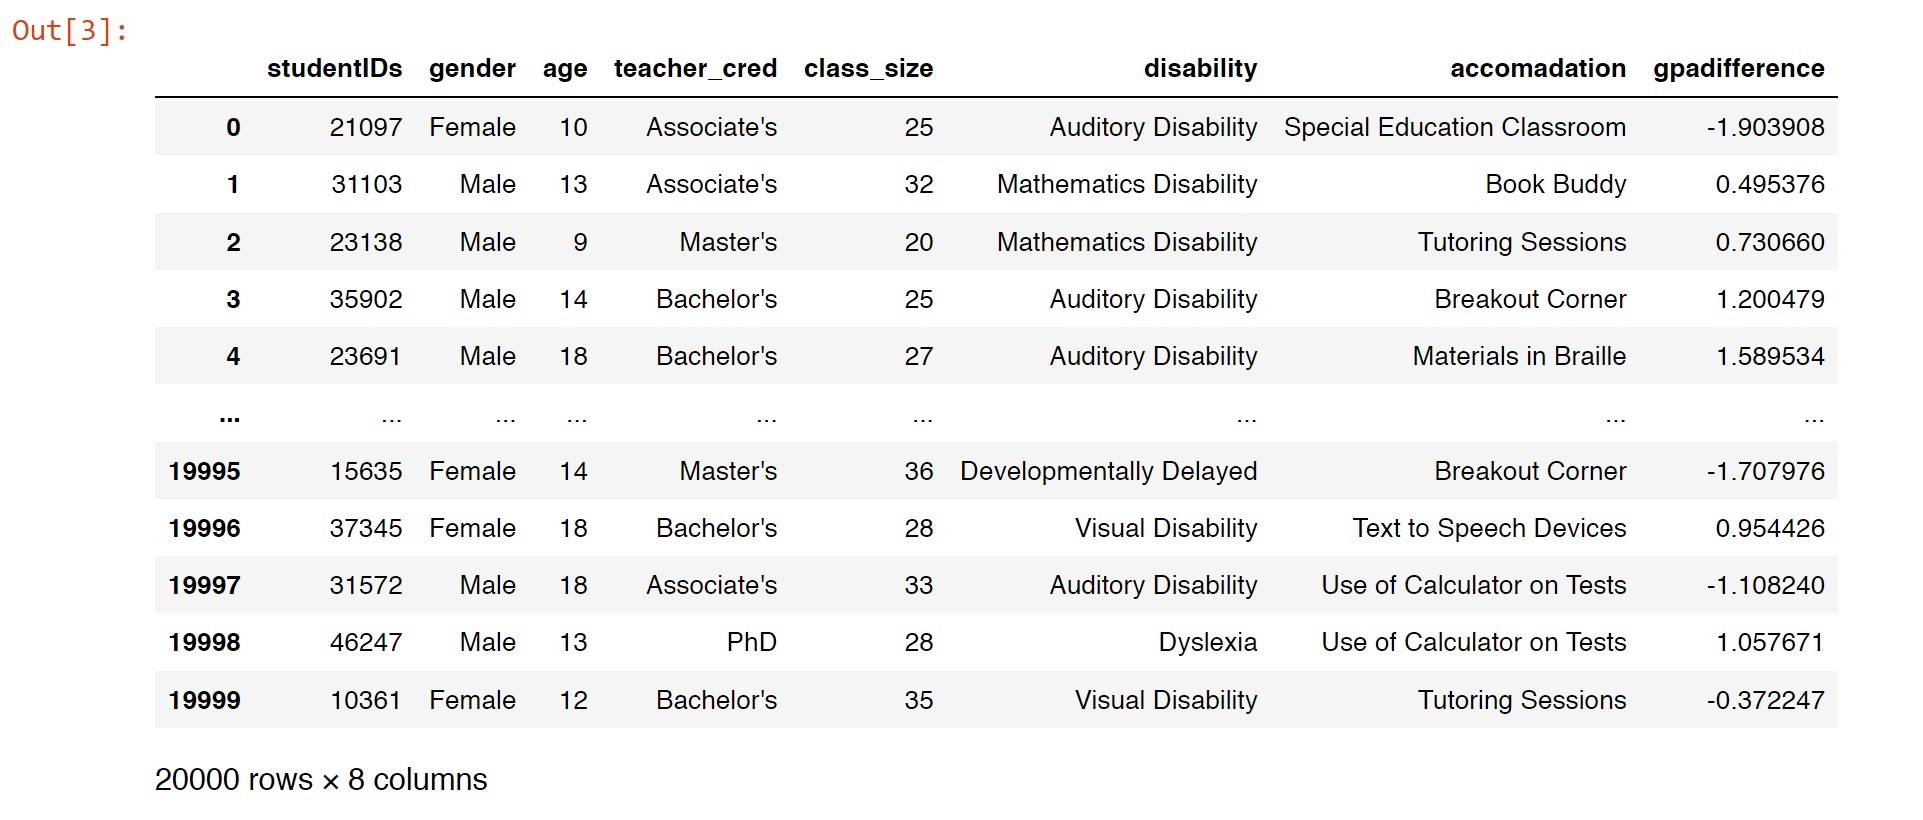 Out[3]:
studentIDs gender age teacher_cred class_size disability accomadation gpadifference
0 21097 Female 10 Associate's 25 Auditory Disability Special Education Classroom -1.903908
1 31103 Male 13 Associate's 32 Mathematics Disability Book Buddy 0.495376
2 23138 Male 9 Master's 20 Mathematics Disability Tutoring Sessions 0.730660
3 35902 Male 14 Bachelor's 25 Auditory Disability Breakout Corner 1.200479
4 23691 Male 18 Bachelor's 27 Auditory Disability Materials in Braille 1.589534
... ... ... ... ... ... ... ... ...
19995 15635 Female 14 Master's 36 Developmentally Delayed Breakout Corner -1.707976
19996 37345 Female 18 Bachelor's 28 Visual Disability Text to Speech Devices 0.954426
19997 31572 Male 18 Associate's 33 Auditory Disability Use of Calculator on Tests -1.108240
19998 46247 Male 13 PhD 28 Dyslexia Use of Calculator on Tests 1.057671
19999 10361 Female 12 Bachelor's 35 Visual Disability Tutoring Sessions -0.372247
20000 rows × 8 columns